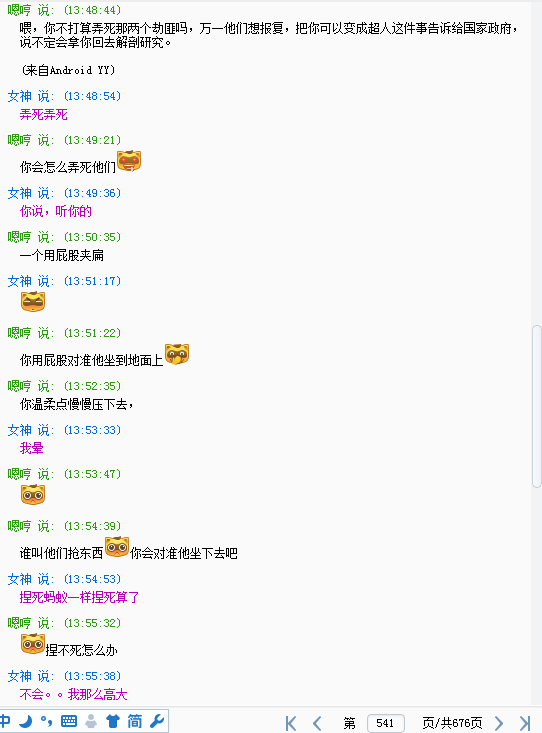 嗯哼 说: (13:48:44)
喂，你不打算弄死那两个劫匪吗，万一他们想报复，把你可以变成超人这件事告诉给国家政府，
说不定会拿你回去解剖研究。
(来自Android YY)
女神 说: (13:48:54)
弄死弄死
嗯哼 说: (13:49:21)
你会怎么弄死他们
女神 说: (13:49:36)
你说，听你的
嗯哼 说: (13:50:35)
一个用屁股夹扁
女神 说: (13:51:17)
嗯哼 说: (13:51:22)
你用屁股对准他坐到地面上
嗯哼 说: (13:52:35)
你温柔点慢慢压下去，
女神 说: (13:53:33)
我晕
嗯哼 说: (13:53:47)
嗯哼 说: (13:54:39)
谁叫他们抢东西你会对准他坐下去吧
女神 说: (13:54:53)
捏死蚂蚁一样捏死算了
嗯哼 说: (13:55:32)
捏不死怎么办
女神 说: (13:55:38)
不会。。我那么高大
中 简 第 541 页/共676页